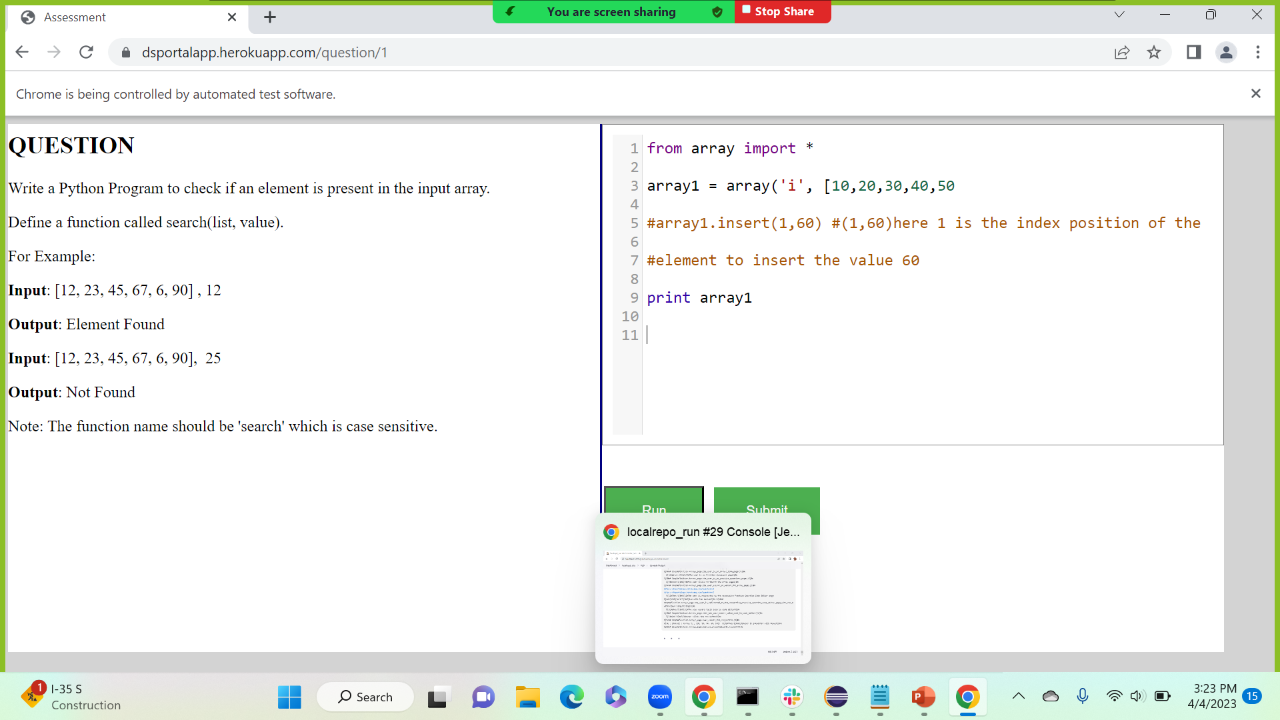 Assessment
You are screen sharing
Stop Share
dsportalapp.herokuapp.com/question/1
Chrome is being controlled by automated test software.
QUESTION
Write a Python Program to check if an element is present in the input array.
Define a function called search(list, value).
For Example:
Input: [12, 23, 45, 67, 6, 90] , 12
Output: Element Found
Input: [12, 23, 45, 67, 6, 90],  25
Output: Not Found
Note: The function name should be 'search' which is case sensitive.
1 from array import *
2
3 array1 = array('i', [10,20,30,40,50
4
5 #array1.insert(1,60) #(1,60)here 1 is the index position of the
6
7 #element to insert the value 60
8
9 print array1
10
11
Run
Submit
localrepo_run #29 Console [Je...
1
I-35 S
Construction
Search
zoom
P
3:23 PM
4/4/2023
15